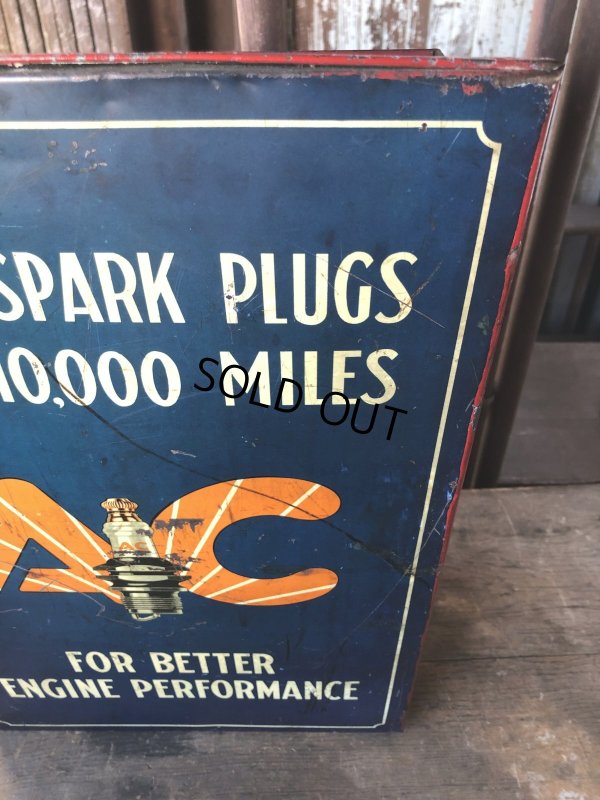 SPARK PLUGS
10,000 MILES
SOLD OUT
AC
FOR BETTER
ENGINE PERFORMANCE